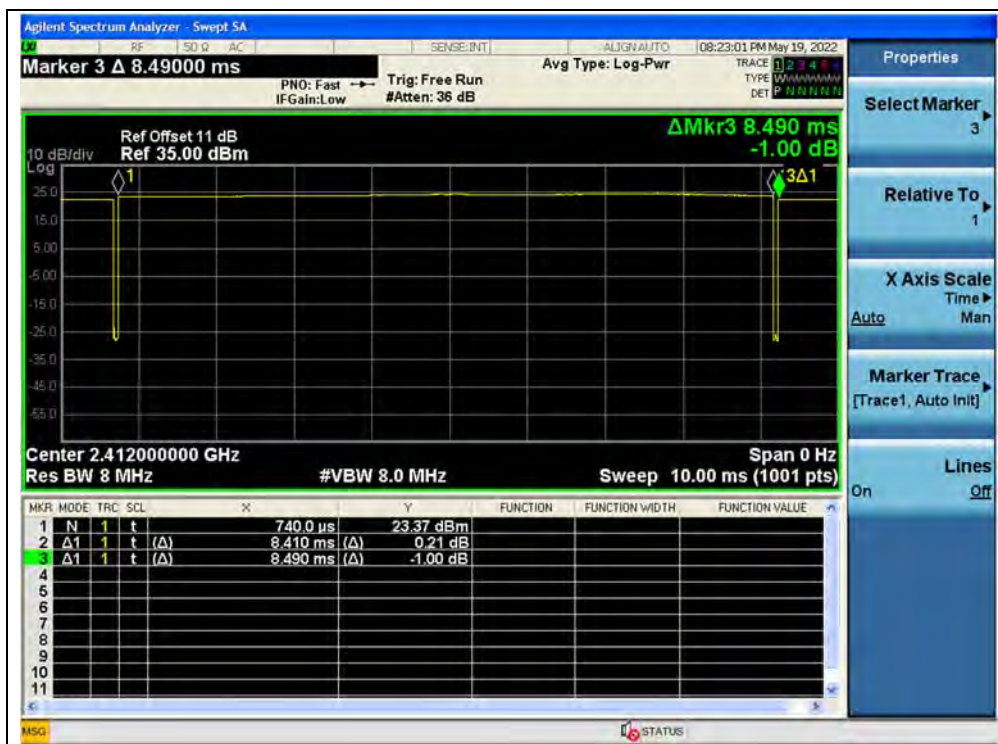 Agilent Spectrum Analyzer - Swept SA
LXI RF 50 Ω AC SENSE:INT ALIGN AUTO 08:23:01 PM May 19, 2022
Marker 3 Δ 8.49000 ms
PNO: Fast
IFGain:Low
Trig: Free Run
#Atten: 36 dB
Avg Type: Log-Pwr
TRACE 1 2 3 4 5 6
TYPE
DET P N N N N N
ΔMkr3 8.490 ms
-1.00 dB
Ref Offset 11 dB
10 dB/div Ref 35.00 dBm
Log
1
3Δ1
25.0
15.0
5.00
-5.00
-15.0
-25.0
-35.0
-45.0
-55.0
Center 2.412000000 GHz Span 0 Hz
Res BW 8 MHz #VBW 8.0 MHz Sweep 10.00 ms (1001 pts)
MKR MODE TRC SCL X Y FUNCTION FUNCTION WIDTH FUNCTION VALUE
1 N 1 t 740.0 µs 23.37 dBm
2 Δ1 1 t (Δ) 8.410 ms (Δ) 0.21 dB
3 Δ1 1 t (Δ) 8.490 ms (Δ) -1.00 dB
4
5
6
7
8
9
10
11
MSG STATUS
Properties
Select Marker
3
Relative To
1
X Axis Scale
Time
Auto Man
Marker Trace
[Trace1, Auto Init]
Lines
On Off